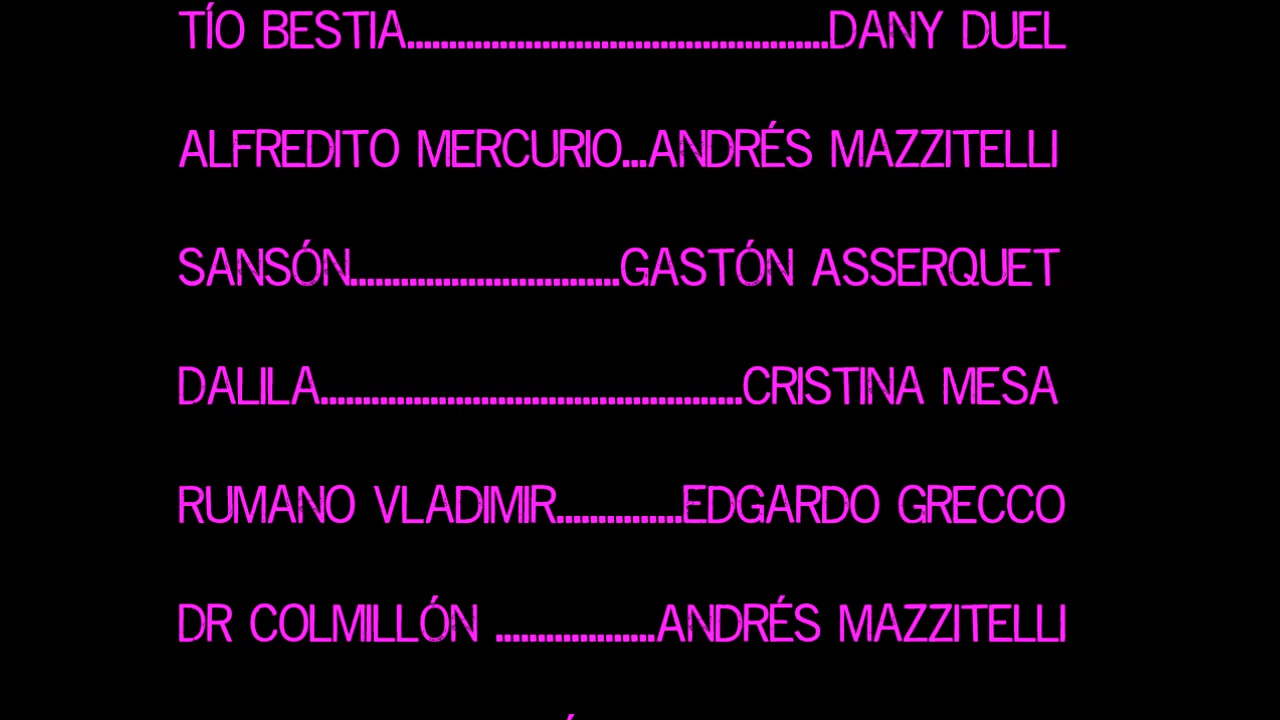 TÍO BESTIA..................................................DANY DUEL
ALFREDITO MERCURIO...ANDRÉS MAZZITELLI
SANSÓN................................GASTÓN ASSERQUET
DALILA..................................................CRISTINA MESA
RUMANO VLADIMIR...............EDGARDO GRECCO
DR COLMILLÓN ...................ANDRÉS MAZZITELLI